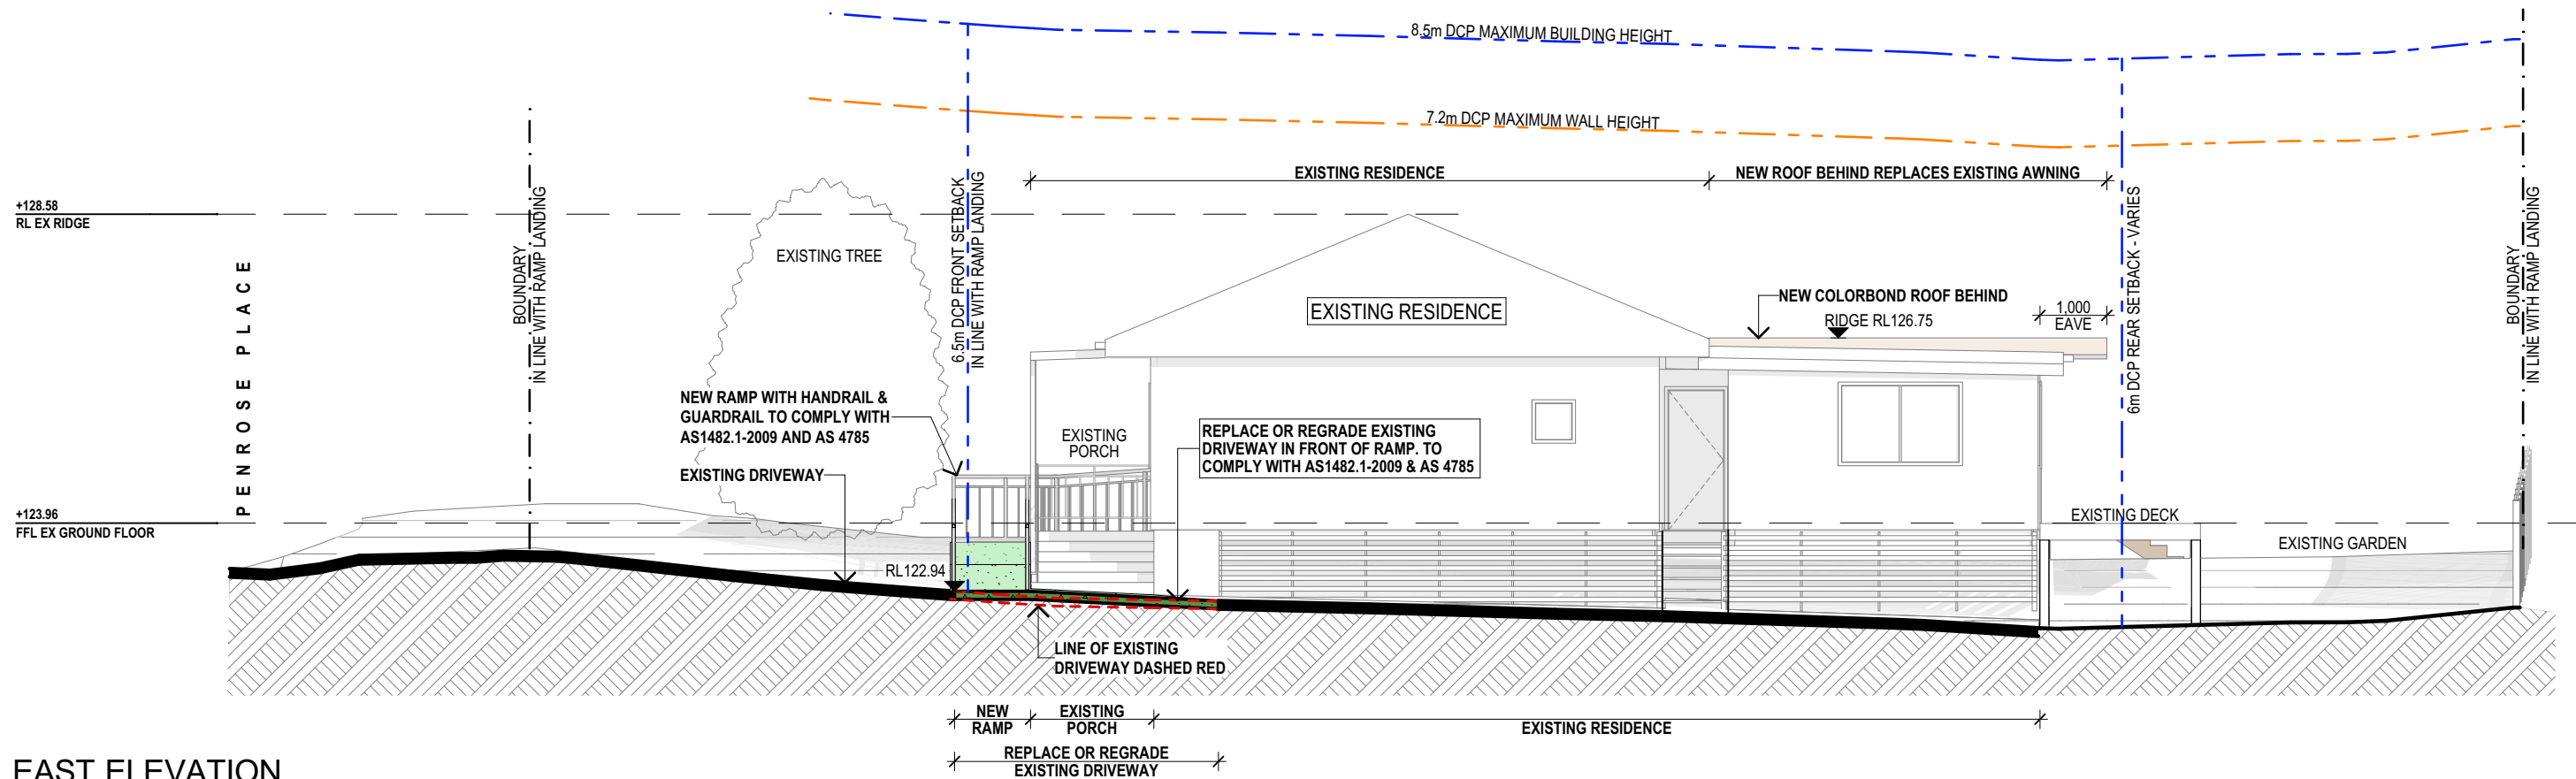 8.5m DCP MAXIMUM BUILDING HEIGHT
7.2m DCP MAXIMUM WALL HEIGHT
EXISTING RESIDENCE
NEW ROOF BEHIND REPLACES EXISTING AWNING
+128.58
RL EX RIDGE
PENROSE PLACE
BOUNDARY
IN LINE WITH RAMP LANDING
EXISTING TREE
6.5m DCP FRONT SETBACK
IN LINE WITH RAMP LANDING
EXISTING RESIDENCE
NEW COLORBOND ROOF BEHIND
RIDGE RL126.75
1,000
EAVE
6m DCP REAR SETBACK - VARIES
BOUNDARY
IN LINE WITH RAMP LANDING
NEW RAMP WITH HANDRAIL &
GUARDRAIL TO COMPLY WITH
AS1482.1-2009 AND AS 4785
EXISTING DRIVEWAY
EXISTING
PORCH
REPLACE OR REGRADE EXISTING
DRIVEWAY IN FRONT OF RAMP. TO
COMPLY WITH AS1482.1-2009 & AS 4785
+123.96
FFL EX GROUND FLOOR
EXISTING DECK
EXISTING GARDEN
RL122.94
LINE OF EXISTING
DRIVEWAY DASHED RED
NEW
RAMP
EXISTING
PORCH
EXISTING RESIDENCE
REPLACE OR REGRADE
EXISTING DRIVEWAY
EAST ELEVATION